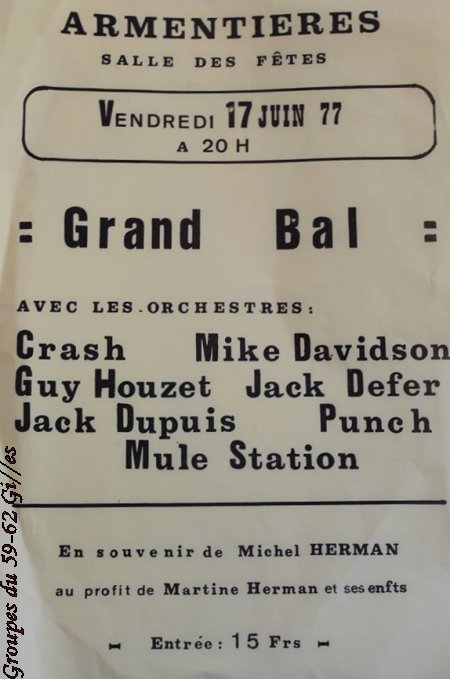 ARMENTIERES
SALLE DES FÊTES
VENDREDI 17 JUIN 77
A 20 H
= Grand Bal =
AVEC LES.ORCHESTRES:
Crash Mike Davidson
Guy Houzet Jack Defer
Jack Dupuis Punch
Mule Station
En souvenir de Michel HERMAN
au profit de Martine Herman et ses enfts
- Entrée: 15 Frs -
Groupes du 59-62 Gilles